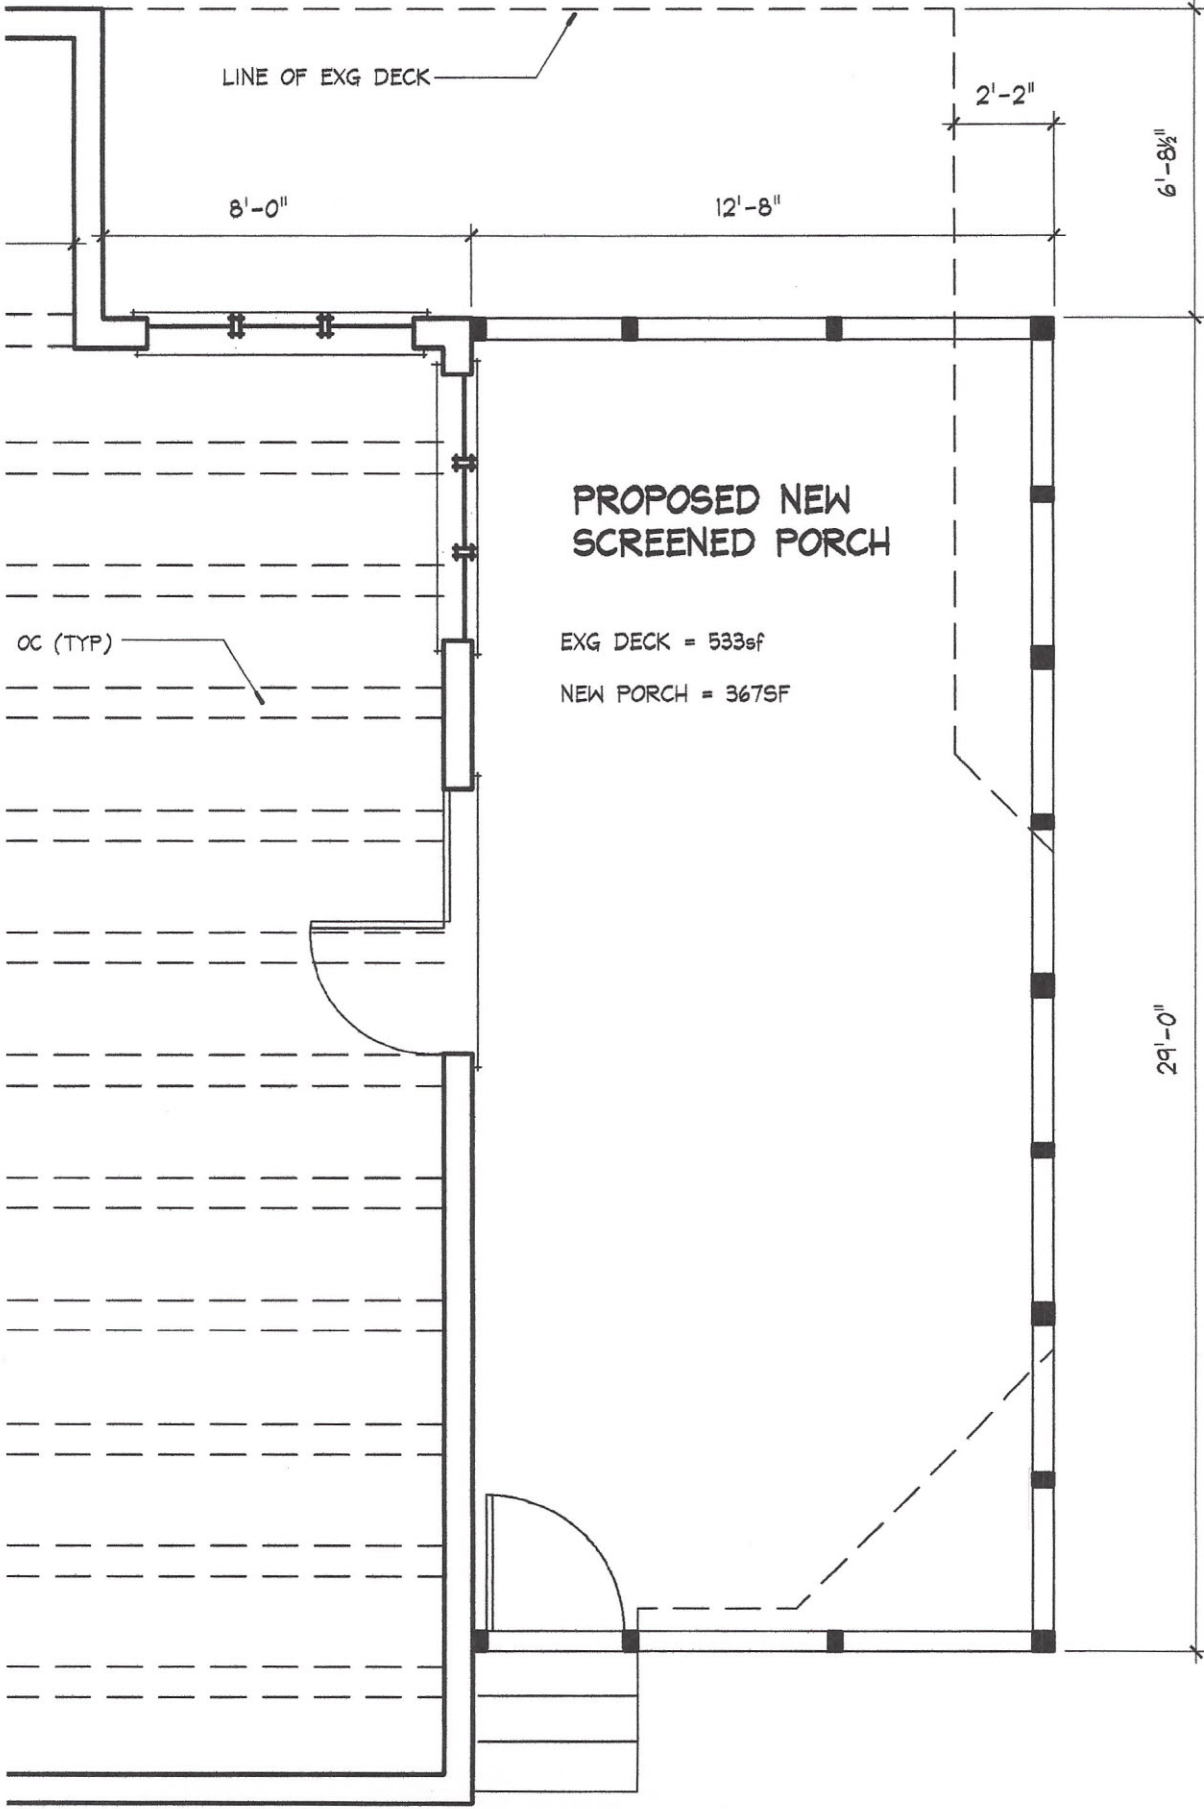 LINE OF EXG DECK
2'-2"
6'-8½"
8'-0"
12'-8"
PROPOSED NEW
SCREENED PORCH
EXG DECK = 533sf
OC (TYP)
NEW PORCH = 367SF
29'-0"